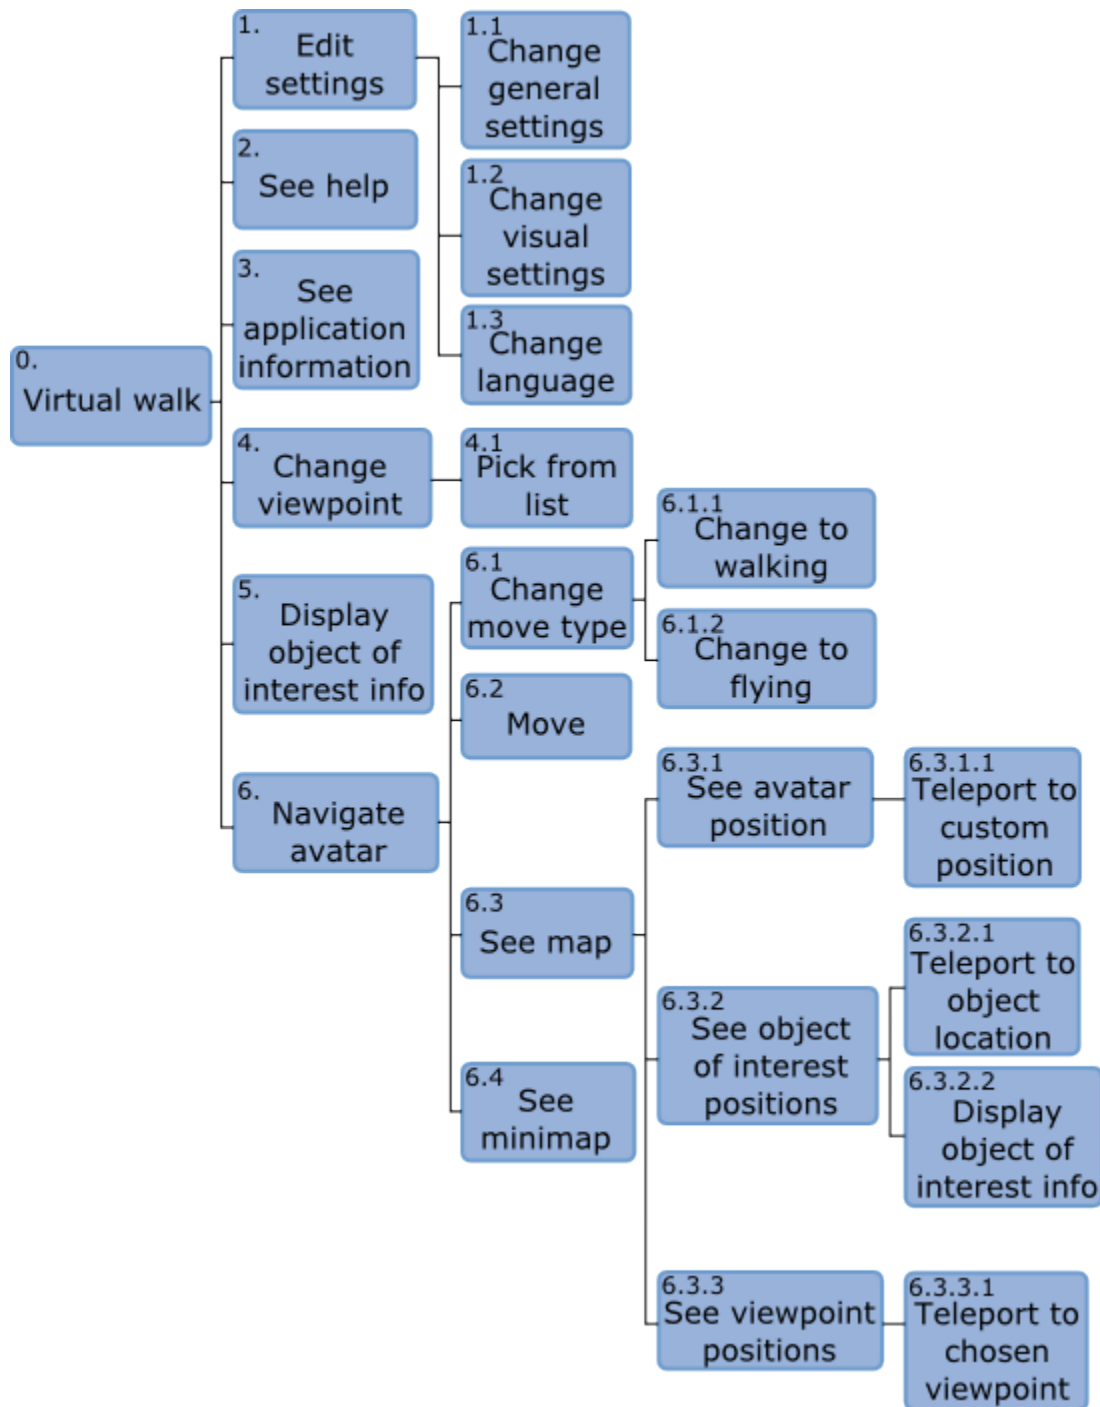 0.
Virtual walk
1.
Edit
settings
1.1
Change
general
settings
1.2
Change
visual
settings
1.3
Change
language
2.
See help
3.
See
application
information
4.
Change
viewpoint
4.1
Pick from
list
5.
Display
object of
interest info
6.
Navigate
avatar
6.1
Change
move type
6.1.1
Change to
walking
6.1.2
Change to
flying
6.2
Move
6.3
See map
6.3.1
See avatar
position
6.3.1.1
Teleport to
custom
position
6.3.2
See object
of interest
positions
6.3.2.1
Teleport to
object
location
6.3.2.2
Display
object of
interest info
6.3.3
See viewpoint
positions
6.3.3.1
Teleport to
chosen
viewpoint
6.4
See
minimap